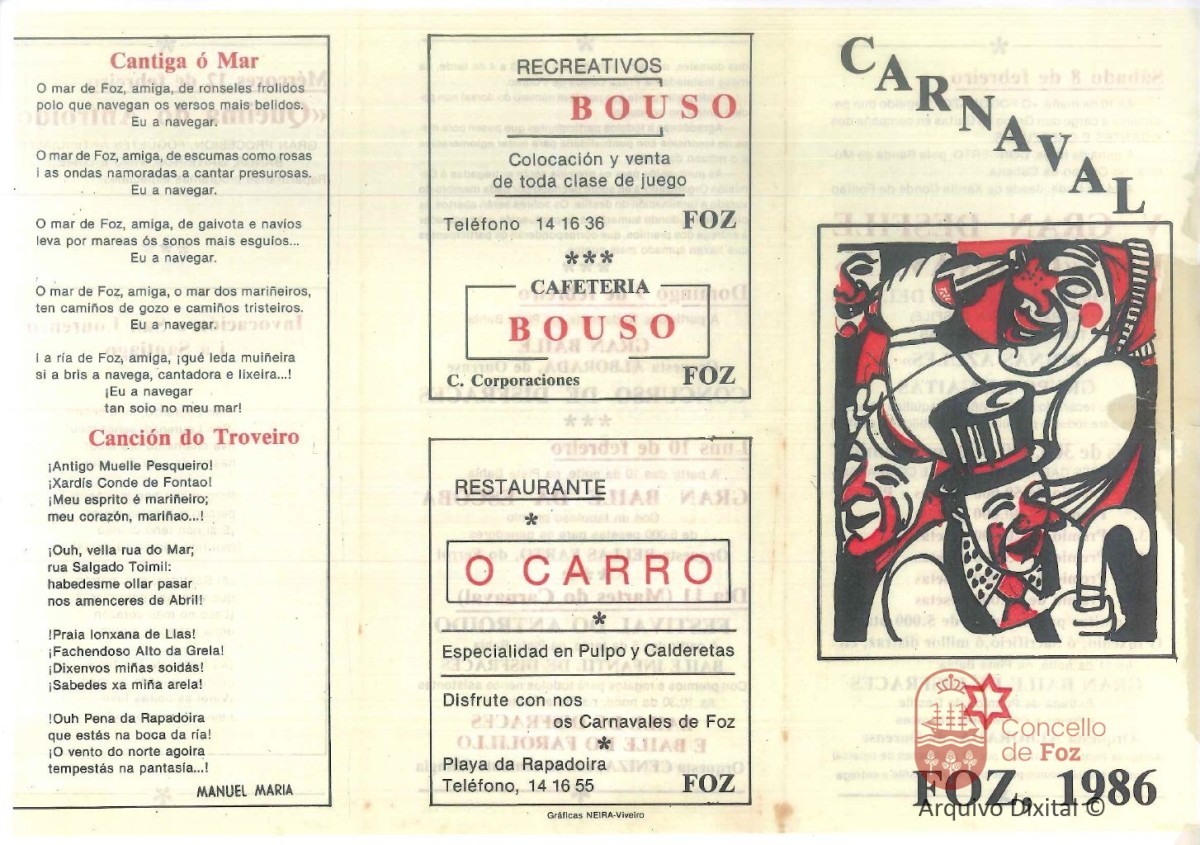 Cantiga ó Mar
O mar de Foz, amiga, de ronseles frolidos
polo que navegan os versos mais belidos.
Eu a navegar.
O mar de Foz, amiga, de escumas como rosas
i as ondas namoradas a cantar presurosas.
Eu a navegar.
O mar de Foz, amiga, de gaivota e navíos
leva por mareas ós sonos mais esguíos...
Eu a navegar.
O mar de Foz, amiga, o mar dos mariñeiros,
ten camiños de gozo e camiños tristeiros.
Eu a navegar.
I a ría de Foz, amiga, ¡qué leda muiñeira
si a bris a navega, cantadora e lixeira...!
¡Eu a navegar
tan soio no meu mar!
Canción do Troveiro
¡Antigo Muelle Pesqueiro!
¡Xardís Conde de Fontao!
¡Meu esprito é mariñeiro;
meu corazón, mariñao...!
¡Ouh, vella rua do Mar;
rua Salgado Toimil:
habedesme ollar pasar
nos amenceres de Abril!
!Praia lonxana de Llas!
¡Fachendoso Alto da Grela!
¡Dixenvos miñas soidás!
¡Sabedes xa miña arela!
!Ouh Pena da Rapadoira
que estás na boca da ría!
¡O vento do norte agoira
tempestás na pantasía...!
MANUEL MARIA
RECREATIVOS
BOUSO
Colocación y venta
de toda clase de juego
Teléfono 14 16 36 FOZ
***
CAFETERIA
BOUSO
C. Corporaciones FOZ
RESTAURANTE
*
O CARRO
*
Especialidad en Pulpo y Calderetas
Disfrute con nos
os Carnavales de Foz
*
Playa da Rapadoira
Teléfono, 14 16 55 FOZ
Gráficas NEIRA-Viveiro
CARNAVAL
Concello
de Foz
FOZ, 1986
Arquivo Dixital ©